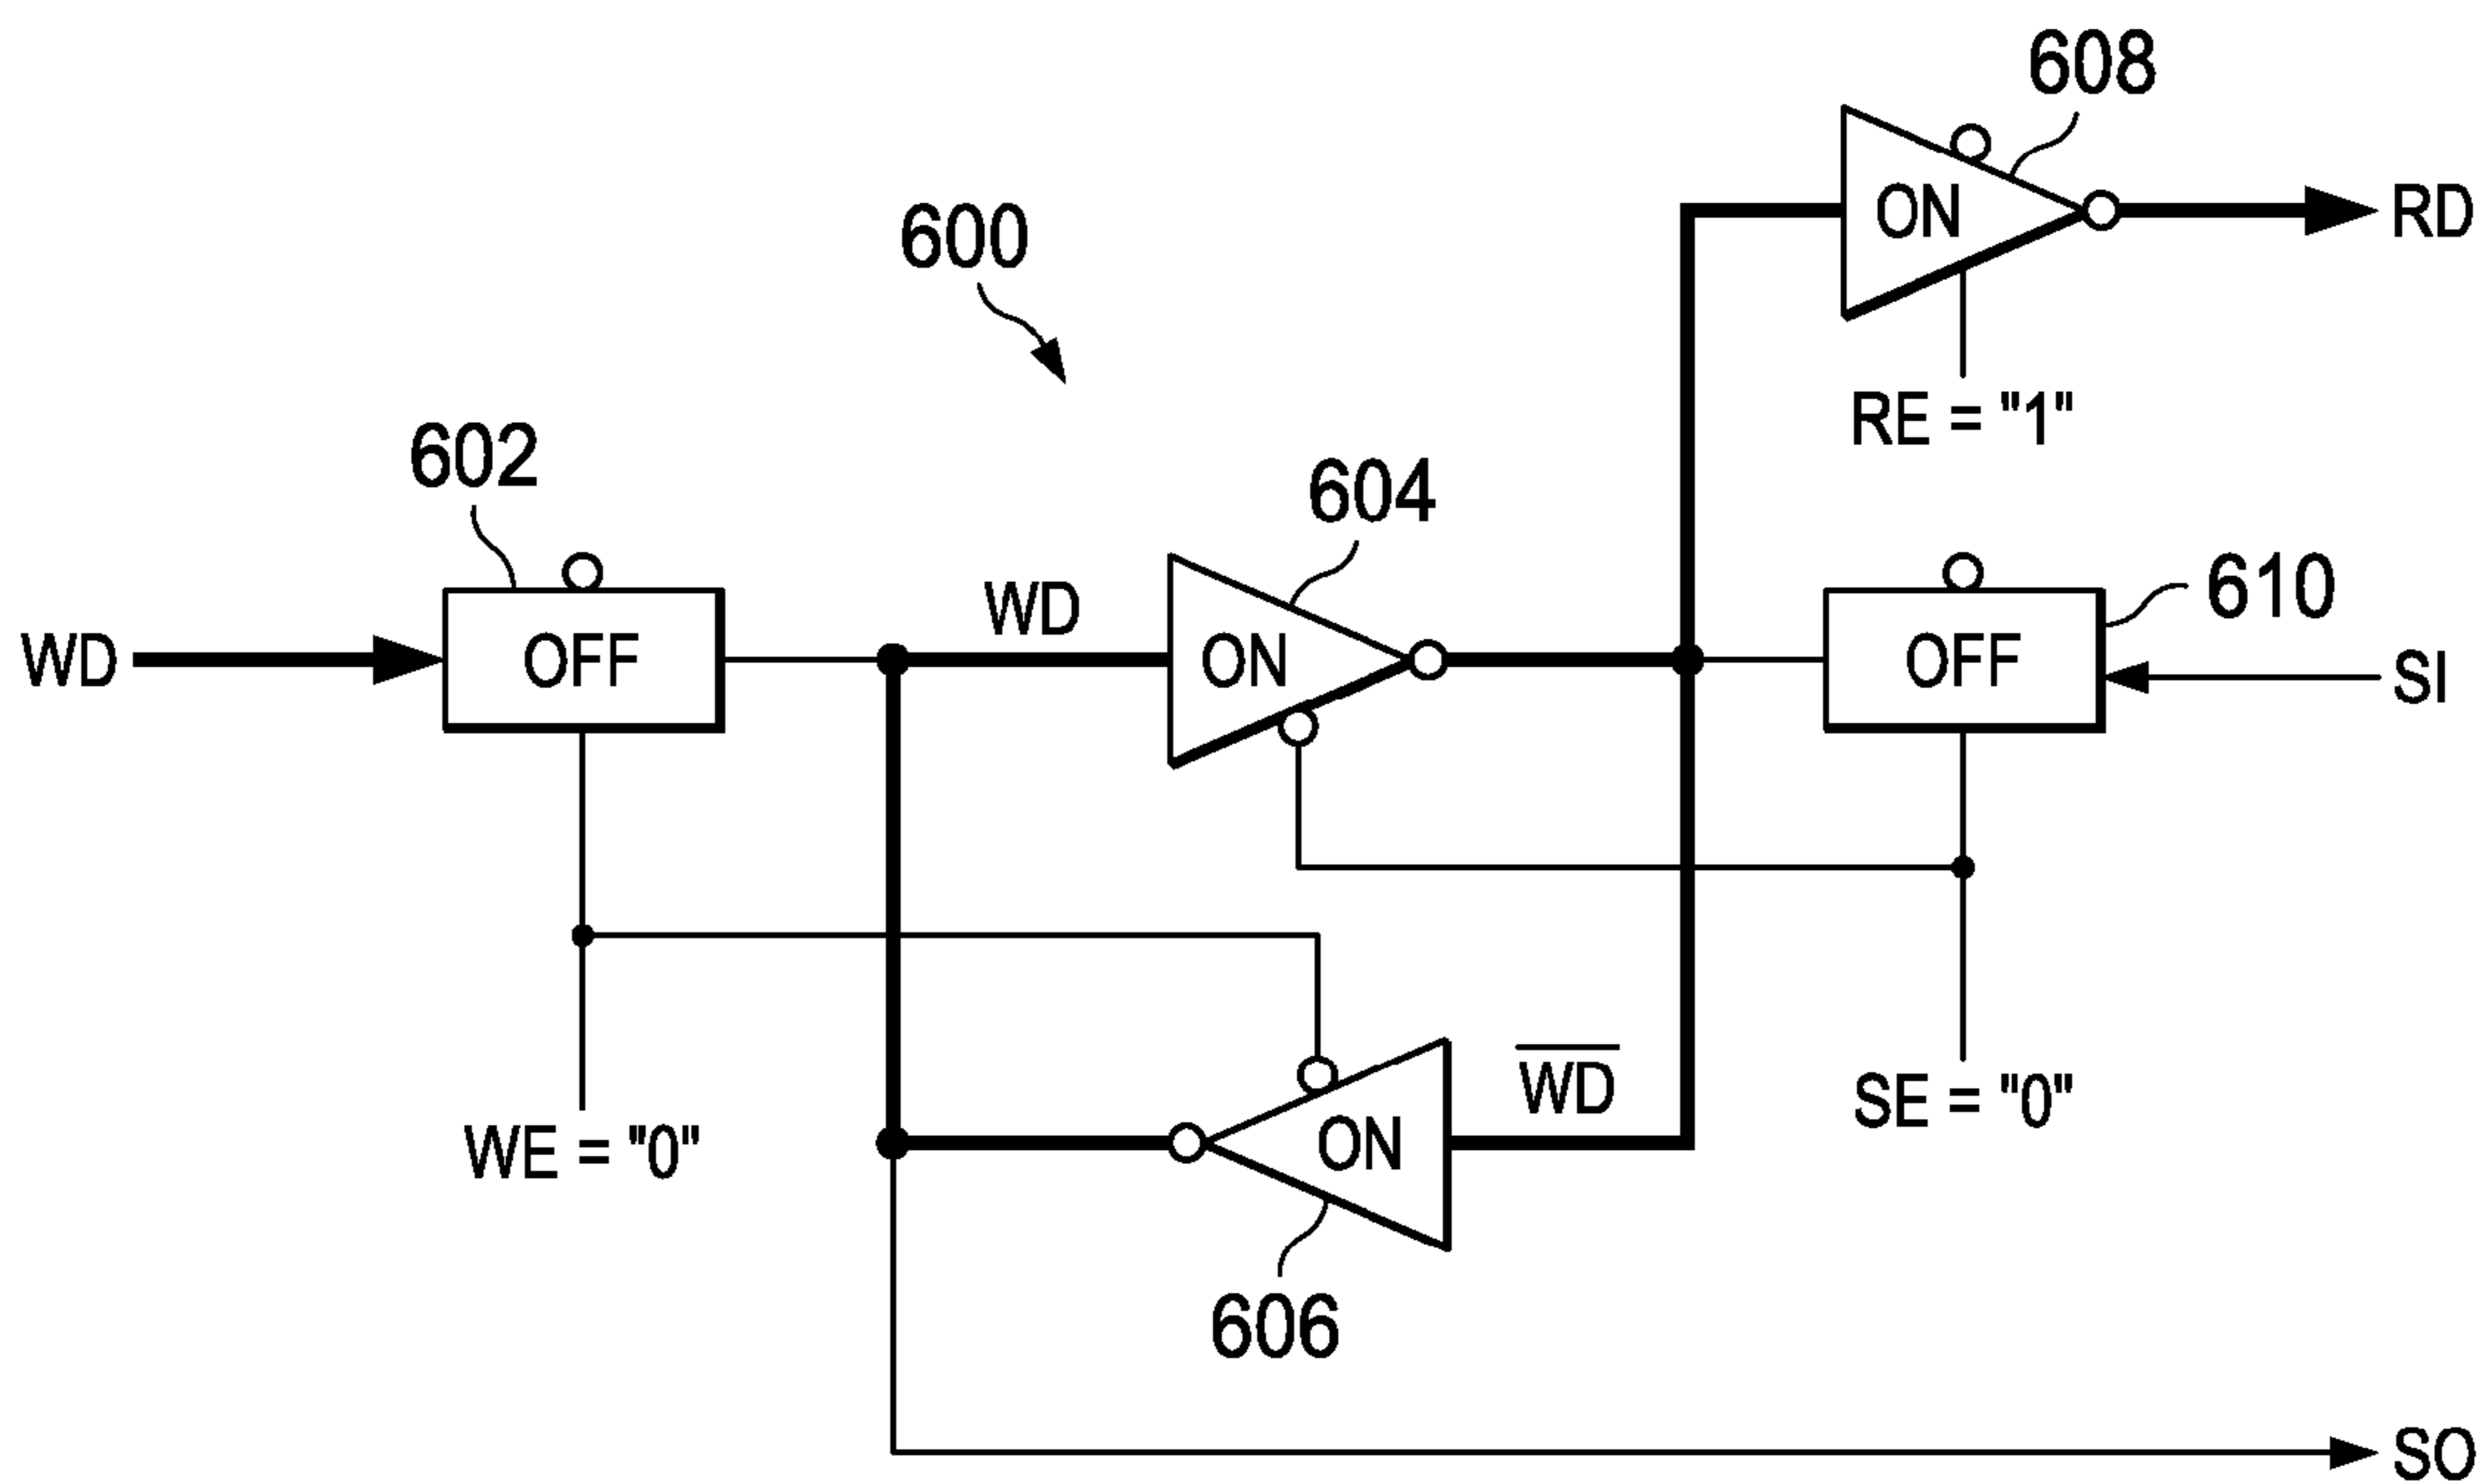 608
ON
RD
600
RE = "1"
602
604
WD
OFF
WD
ON
OFF
610
SI
WD
ON
SE = "0"
WE = "0"
606
SO